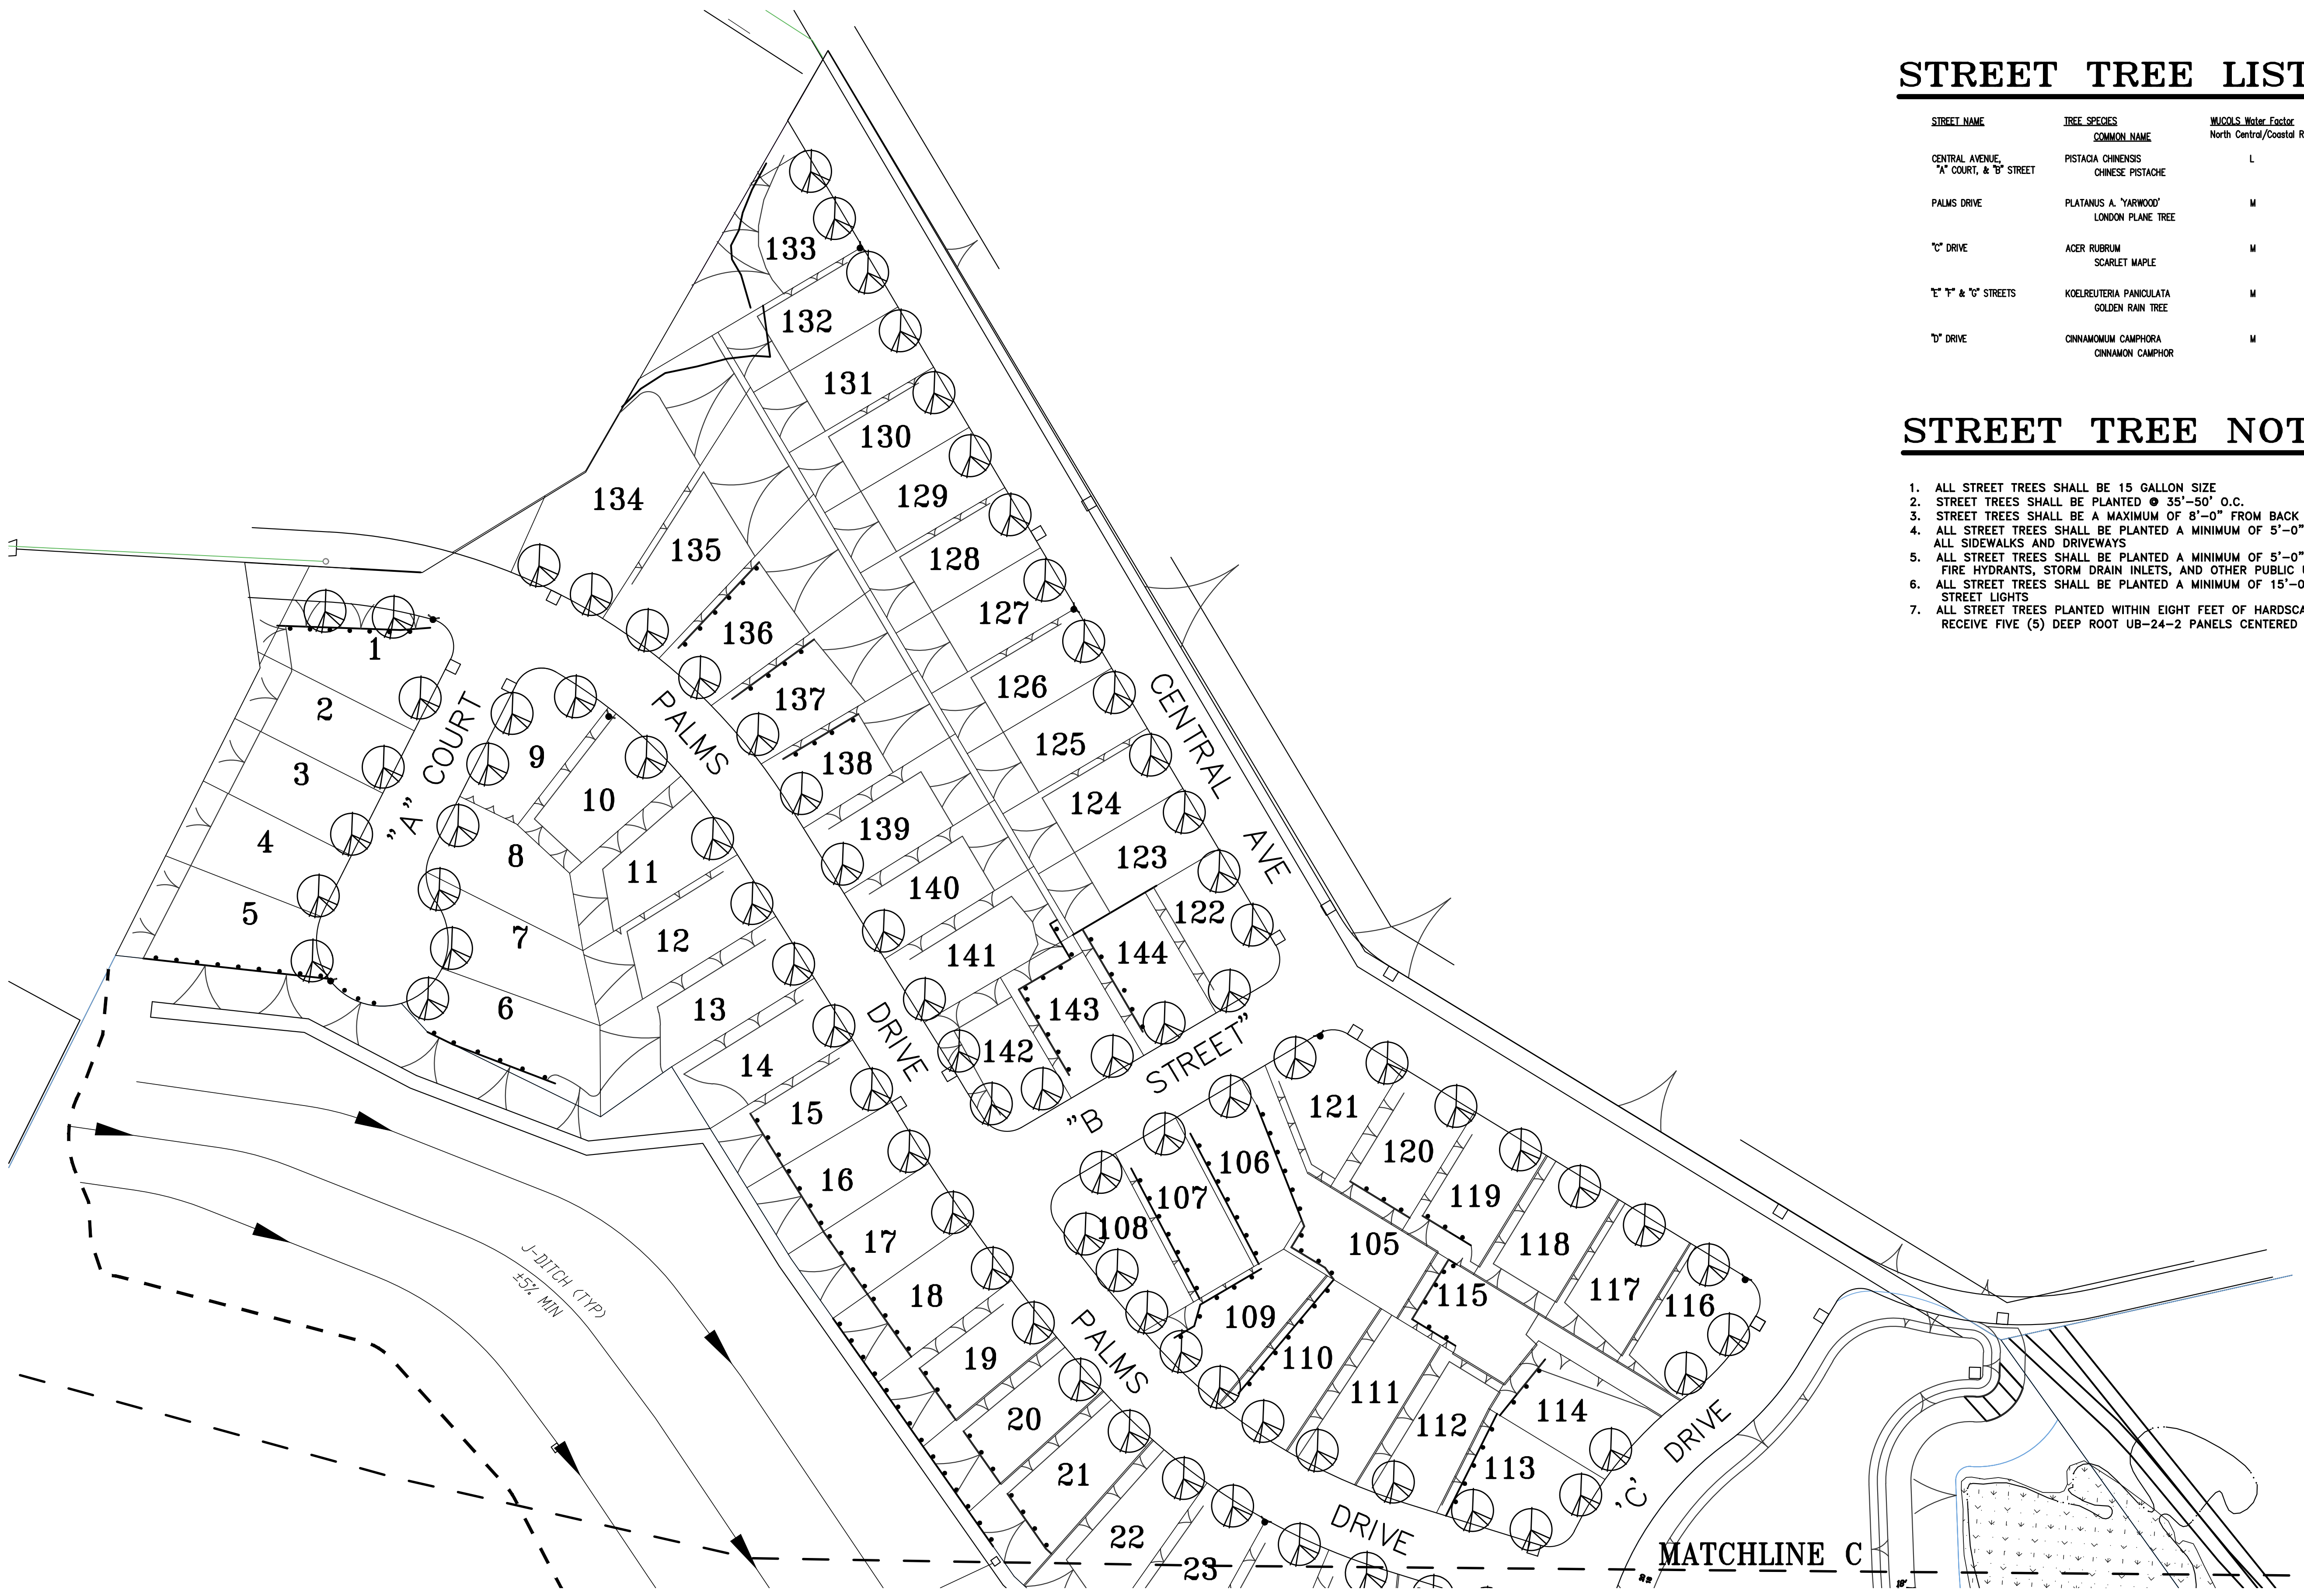 STREET TREE LIST
STREET NAME TREE SPECIES WUCOLS Water Factor
COMMON NAME North Central/Coastal R
CENTRAL AVENUE, PISTACIA CHINENSIS L
"A" COURT, & "B" STREET CHINESE PISTACHE
PALMS DRIVE PLATANUS A. 'YARWOOD' M
LONDON PLANE TREE
"C" DRIVE ACER RUBRUM M
SCARLET MAPLE
"E" "F" & "G" STREETS KOELREUTERIA PANICULATA M
GOLDEN RAIN TREE
"D" DRIVE CINNAMOMUM CAMPHORA M
CINNAMON CAMPHOR
STREET TREE NOT
1. ALL STREET TREES SHALL BE 15 GALLON SIZE
2. STREET TREES SHALL BE PLANTED @ 35'-50' O.C.
3. STREET TREES SHALL BE A MAXIMUM OF 8'-0" FROM BACK
4. ALL STREET TREES SHALL BE PLANTED A MINIMUM OF 5'-0"
ALL SIDEWALKS AND DRIVEWAYS
5. ALL STREET TREES SHALL BE PLANTED A MINIMUM OF 5'-0"
FIRE HYDRANTS, STORM DRAIN INLETS, AND OTHER PUBLIC U
6. ALL STREET TREES SHALL BE PLANTED A MINIMUM OF 15'-0
STREET LIGHTS
7. ALL STREET TREES PLANTED WITHIN EIGHT FEET OF HARDSCA
RECEIVE FIVE (5) DEEP ROOT UB-24-2 PANELS CENTERED
133
132
131
130
129
128
127
126
125
124
123
122
134
135
136
137
138
139
140
141
142
143
144
1
2
3
4
5
6
7
8
9
10
11
12
13
14
15
16
17
18
19
20
21
22
23
"A" COURT
PALMS
DRIVE
CENTRAL
AVE
"B STREET"
121
120
119
118
117
116
106
107
108
105
115
109
110
111
112
113
114
PALMS
DRIVE
'C' DRIVE
J-DITCH (TYP)
±5% MIN
MATCHLINE C